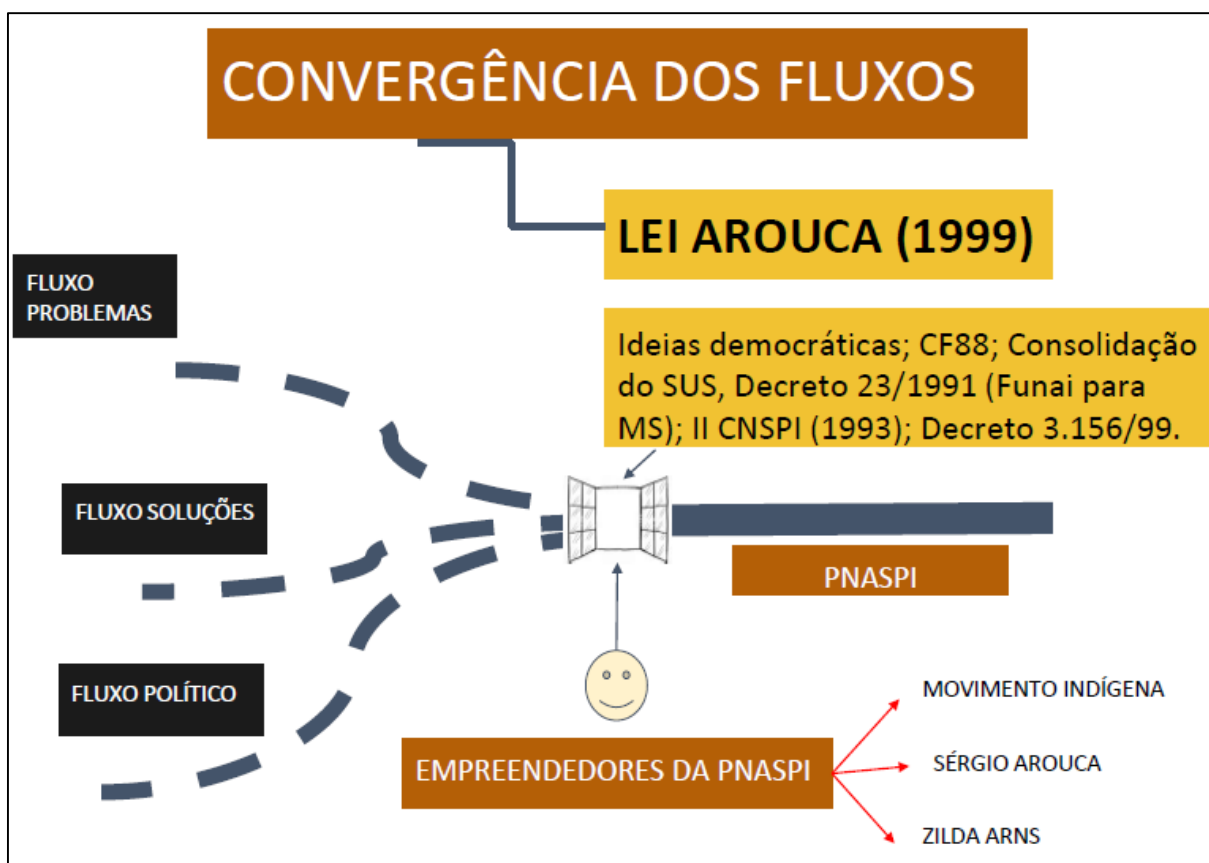 CONVERGÊNCIA DOS FLUXOS
LEI AROUCA (1999)
FLUXO
PROBLEMAS
Ideias democráticas; CF88; Consolidação
do SUS, Decreto 23/1991 (Funai para
MS); II CNSPI (1993); Decreto 3.156/99.
FLUXO SOLUÇÕES
PNASPI
FLUXO POLÍTICO
EMPREENDEDORES DA PNASPI
MOVIMENTO INDÍGENA
SÉRGIO AROUCA
ZILDA ARNS